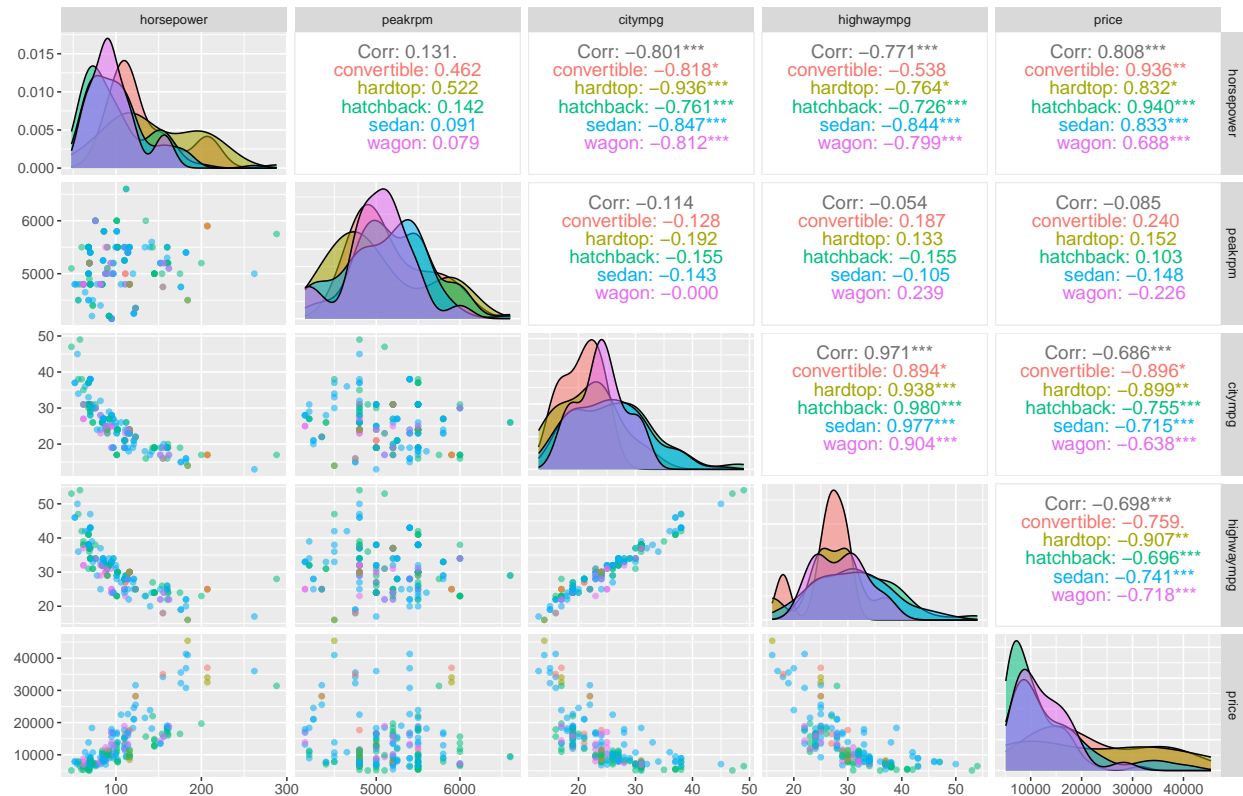 horsepower
peakrpm
citympg
highwaympg
price
0.015
0.010
0.005
0.000
Corr: 0.131.
convertible: 0.462
hardtop: 0.522
hatchback: 0.142
sedan: 0.091
wagon: 0.079
Corr: −0.801***
convertible: −0.818*
hardtop: −0.936***
hatchback: −0.761***
sedan: −0.847***
wagon: −0.812***
Corr: −0.771***
convertible: −0.538
hardtop: −0.764*
hatchback: −0.726***
sedan: −0.844***
wagon: −0.799***
Corr: 0.808***
convertible: 0.936**
hardtop: 0.832*
hatchback: 0.940***
sedan: 0.833***
wagon: 0.688***
horsepower
6000
5000
Corr: −0.114
convertible: −0.128
hardtop: −0.192
hatchback: −0.155
sedan: −0.143
wagon: −0.000
Corr: −0.054
convertible: 0.187
hardtop: 0.133
hatchback: −0.155
sedan: −0.105
wagon: 0.239
Corr: −0.085
convertible: 0.240
hardtop: 0.152
hatchback: 0.103
sedan: −0.148
wagon: −0.226
peakrpm
50
40
30
20
Corr: 0.971***
convertible: 0.894*
hardtop: 0.938***
hatchback: 0.980***
sedan: 0.977***
wagon: 0.904***
Corr: −0.686***
convertible: −0.896*
hardtop: −0.899**
hatchback: −0.755***
sedan: −0.715***
wagon: −0.638***
citympg
50
40
30
20
Corr: −0.698***
convertible: −0.759.
hardtop: −0.907**
hatchback: −0.696***
sedan: −0.741***
wagon: −0.718***
highwaympg
40000
30000
20000
10000
price
100
200
300
5000
6000
20
30
40
50
20
30
40
50
10000
20000
30000
40000